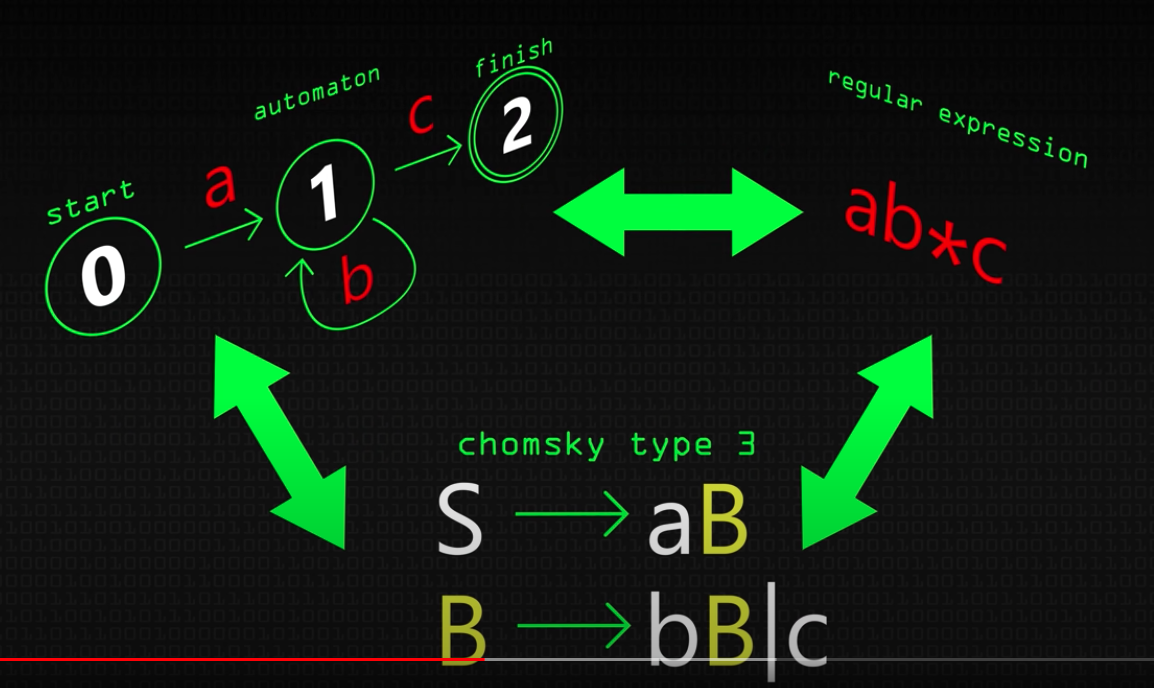 automaton
finish
start
0
a
1
b
c
2
regular expression
ab*c
chomsky type 3
S → aB
B → bB|c